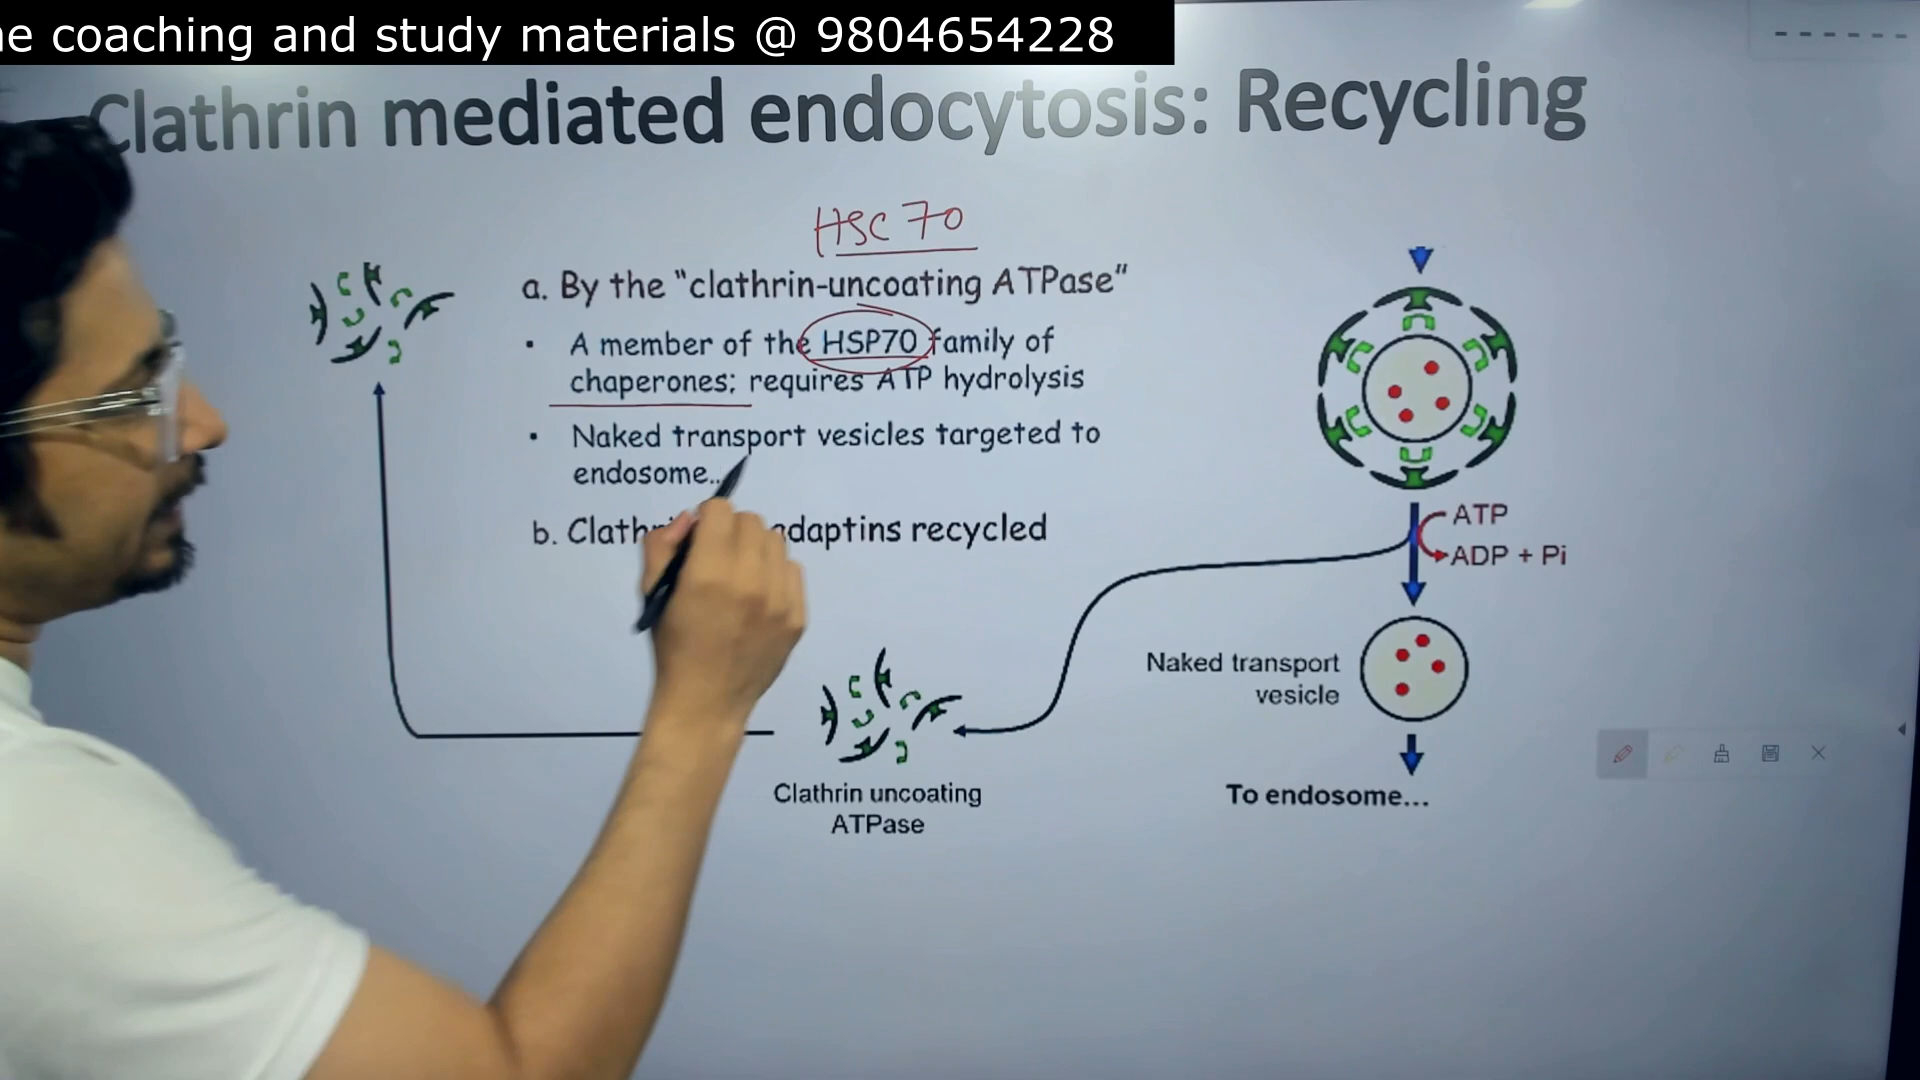 e coaching and study materials @ 9804654228
Clathrin mediated endocytosis: Recycling
HSC 70
a. By the "clathrin-uncoating ATPase"
• A member of the HSP70 family of
chaperones; requires ATP hydrolysis
• Naked transport vesicles targeted to
endosome..
b. Clath adaptins recycled
ATP
ADP + Pi
Naked transport
vesicle
To endosome...
Clathrin uncoating
ATPase